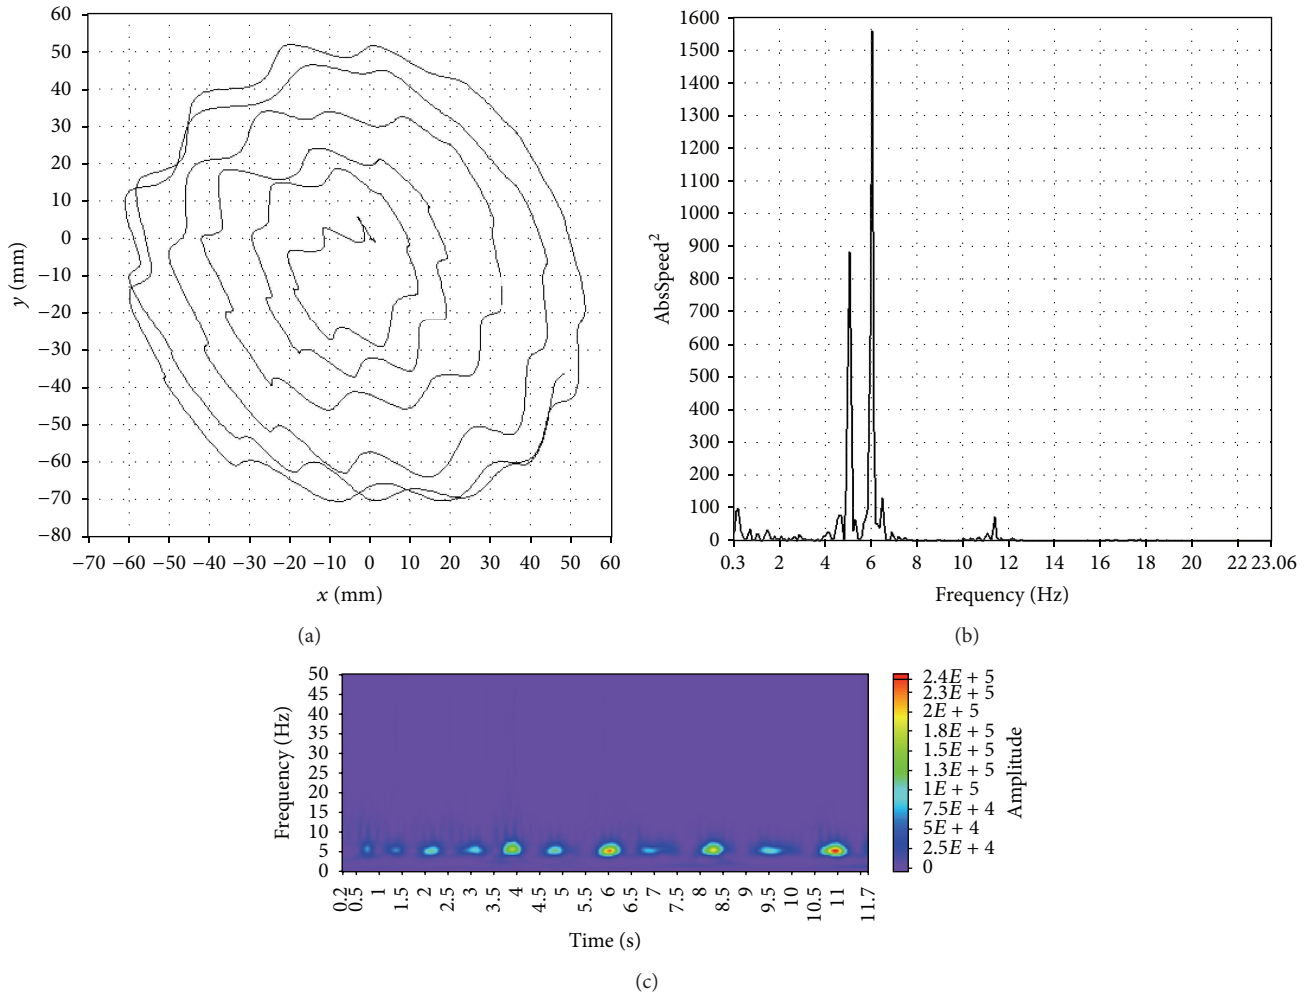 60
50
40
30
20
10
0
−10
−20
−30
−40
−50
−60
−70
−80
y (mm)
−70 −60 −50 −40 −30 −20 −10 0 10 20 30 40 50 60
x (mm)
(a)
1600
1500
1400
1300
1200
1100
1500
1000
900
800
700
600
500
400
300
200
100
0
AbsSpeed²
0.3 2 4 6 8 10 12 14 16 18 20 22 23.06
Frequency (Hz)
(b)
50
45
40
35
30
25
20
15
10
5
0
Frequency (Hz)
0.2 0.5 1 1.5 2 2.5 3 3.5 4 4.5 5 5.5 6 6.5 7 7.5 8 8.5 9 9.5 10 10.5 11 11.7
Time (s)
2.4E + 5
2.3E + 5
2E + 5
1.8E + 5
1.5E + 5
1.3E + 5
1E + 5
7.5E + 4
5E + 4
2.5E + 4
0
Amplitude
(c)